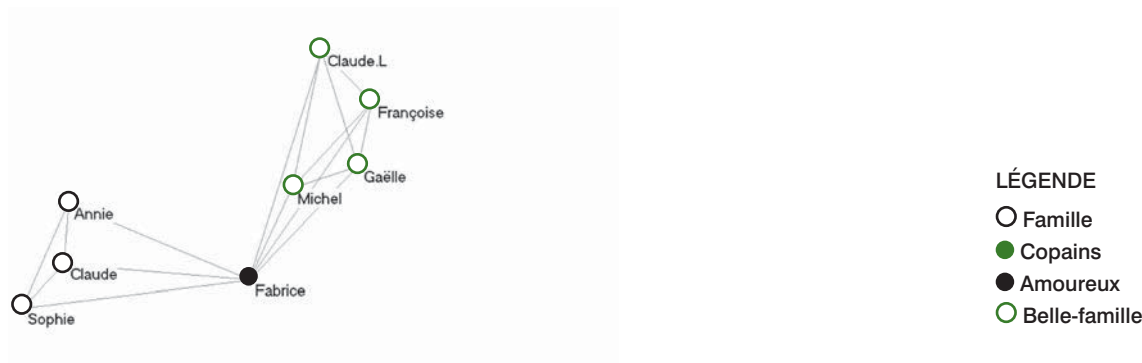 Claude.L
Françoise
Gaëlle
Michel
Annie
Claude
Fabrice
Sophie
LÉGENDE
Famille
Copains
Amoureux
Belle-famille